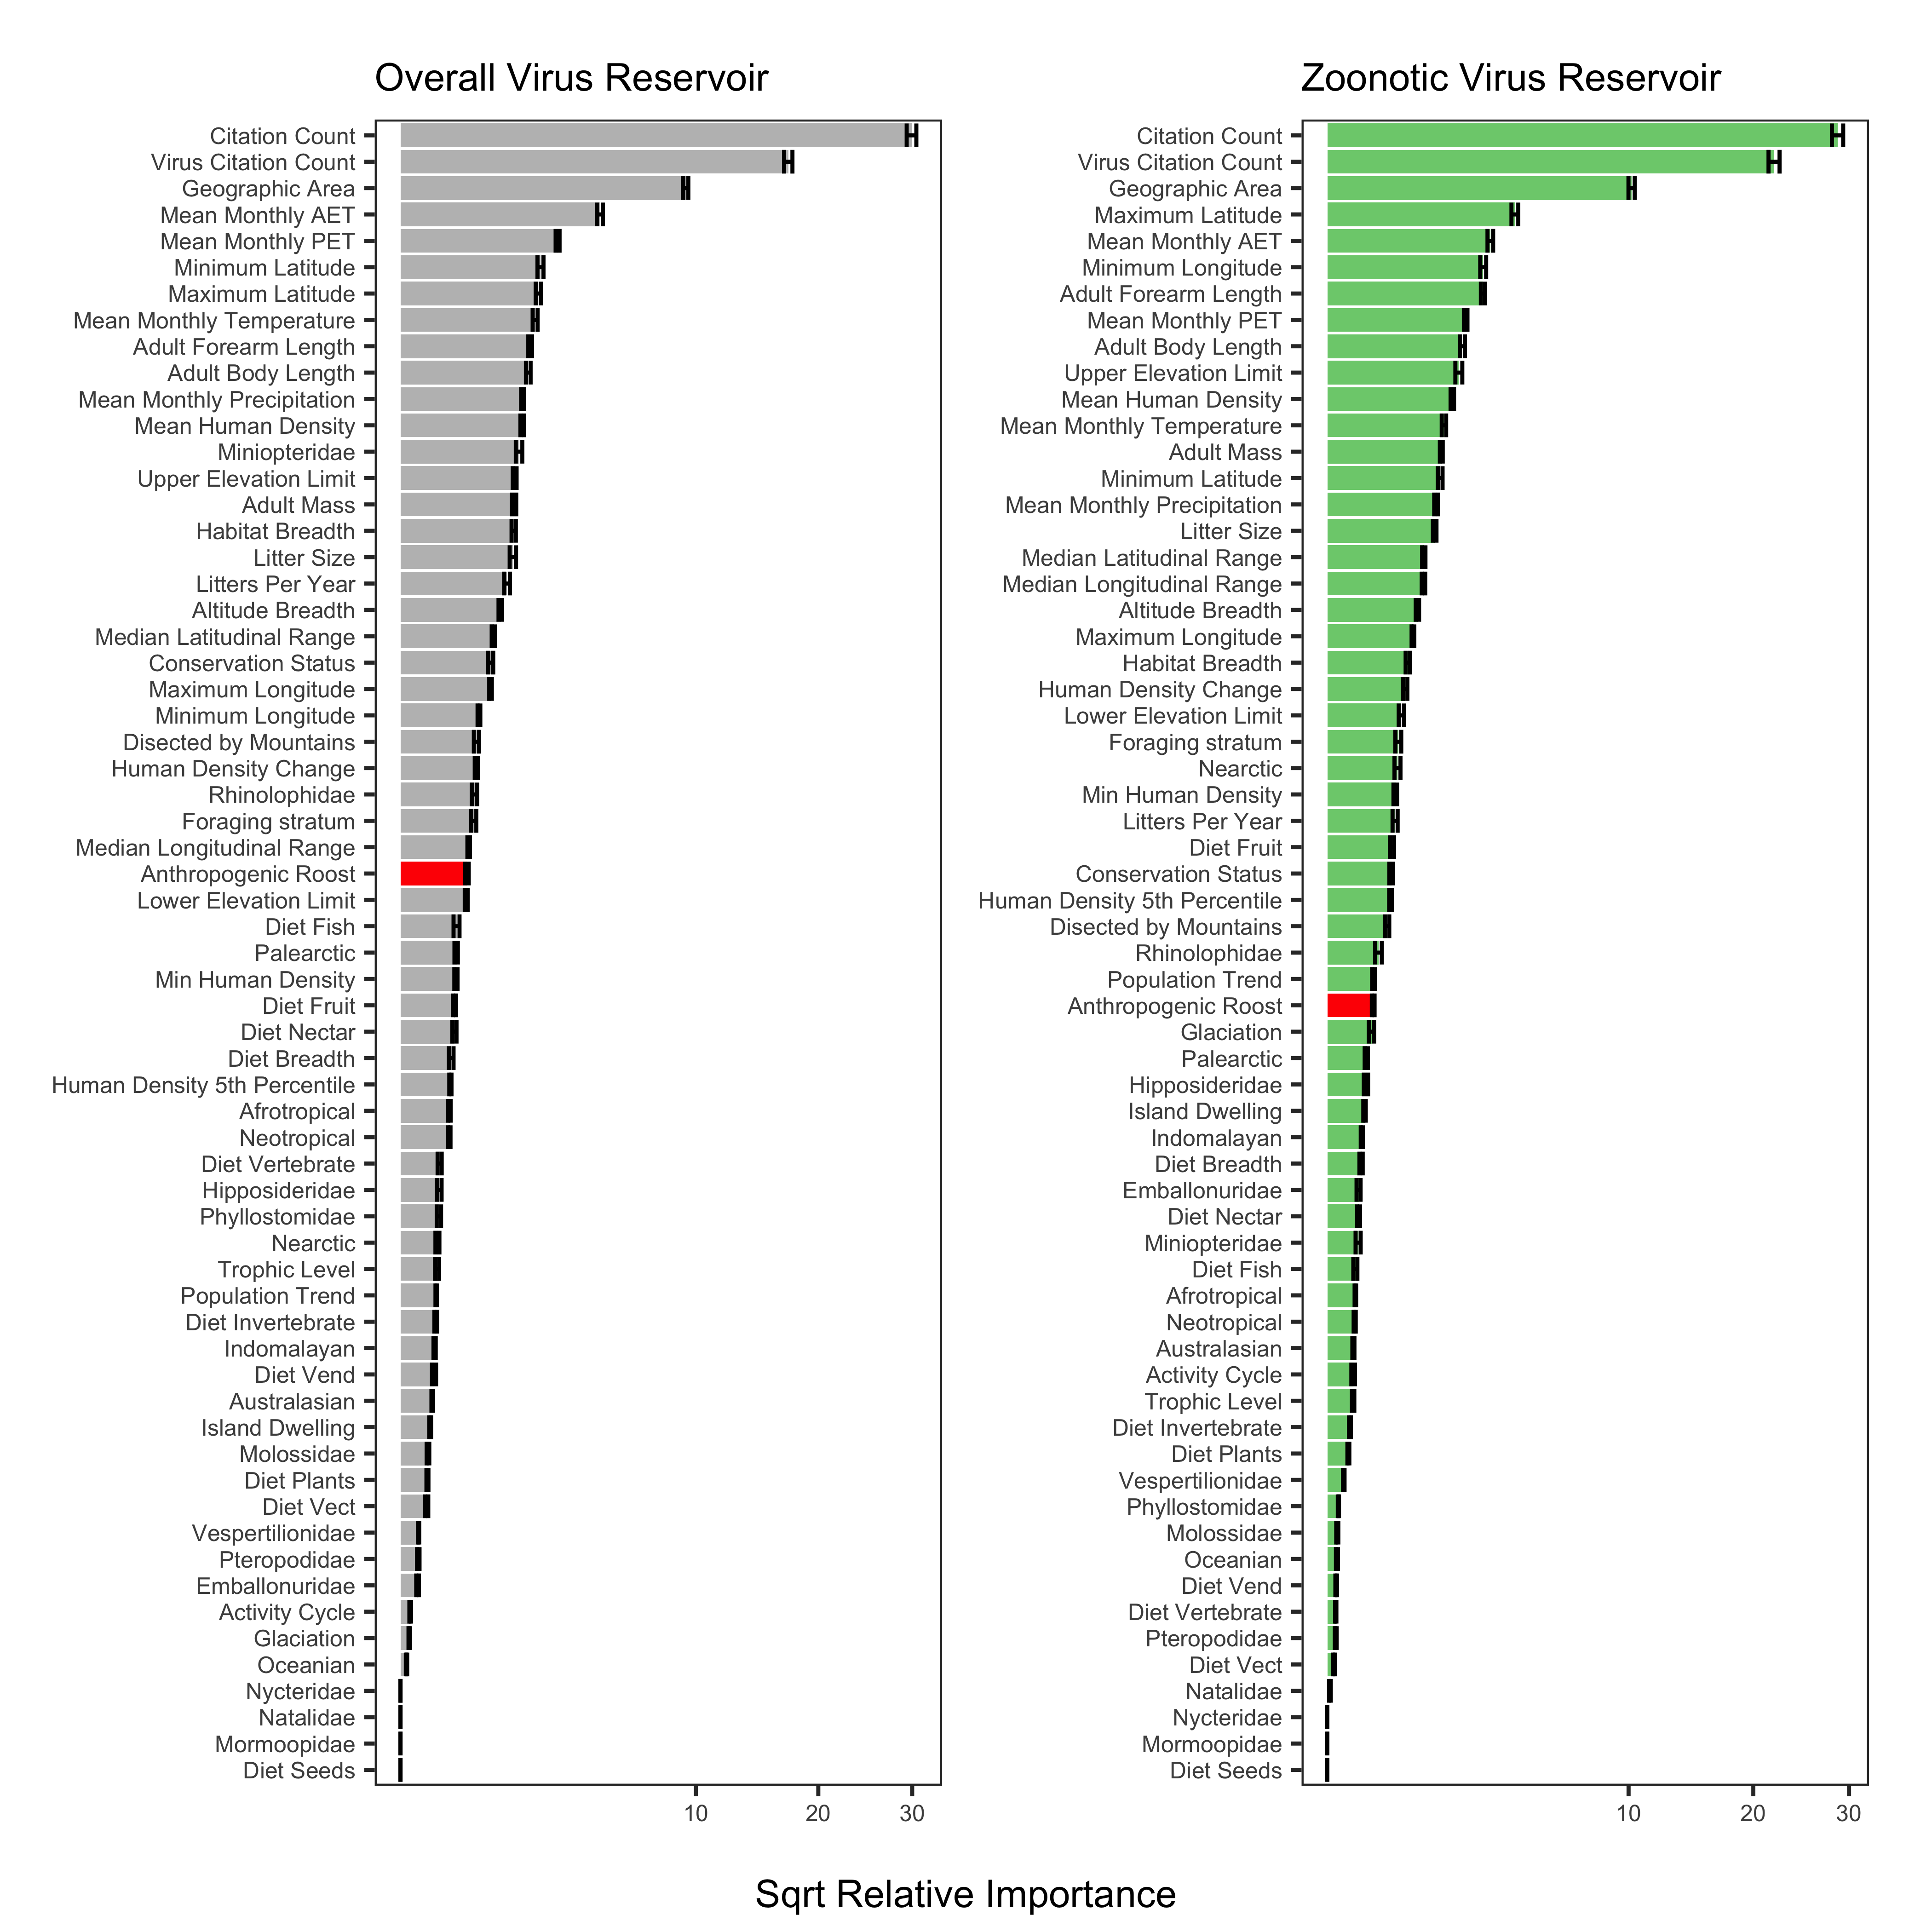 Overall Virus Reservoir
Citation Count
Virus Citation Count
Geographic Area
Mean Monthly AET
Mean Monthly PET
Minimum Latitude
Maximum Latitude
Mean Monthly Temperature
Adult Forearm Length
Adult Body Length
Mean Monthly Precipitation
Mean Human Density
Miniopteridae
Upper Elevation Limit
Adult Mass
Habitat Breadth
Litter Size
Litters Per Year
Altitude Breadth
Median Latitudinal Range
Conservation Status
Maximum Longitude
Minimum Longitude
Disected by Mountains
Human Density Change
Rhinolophidae
Foraging stratum
Median Longitudinal Range
Anthropogenic Roost
Lower Elevation Limit
Diet Fish
Palearctic
Min Human Density
Diet Fruit
Diet Nectar
Diet Breadth
Human Density 5th Percentile
Afrotropical
Neotropical
Diet Vertebrate
Hipposideridae
Phyllostomidae
Nearctic
Trophic Level
Population Trend
Diet Invertebrate
Indomalayan
Diet Vend
Australasian
Island Dwelling
Molossidae
Diet Plants
Diet Vect
Vespertilionidae
Pteropodidae
Emballonuridae
Activity Cycle
Glaciation
Oceanian
Nycteridae
Natalidae
Mormoopidae
Diet Seeds
10 20 30
Zoonotic Virus Reservoir
Citation Count
Virus Citation Count
Geographic Area
Maximum Latitude
Mean Monthly AET
Minimum Longitude
Adult Forearm Length
Mean Monthly PET
Adult Body Length
Upper Elevation Limit
Mean Human Density
Mean Monthly Temperature
Adult Mass
Minimum Latitude
Mean Monthly Precipitation
Litter Size
Median Latitudinal Range
Median Longitudinal Range
Altitude Breadth
Maximum Longitude
Habitat Breadth
Human Density Change
Lower Elevation Limit
Foraging stratum
Nearctic
Min Human Density
Litters Per Year
Diet Fruit
Conservation Status
Human Density 5th Percentile
Disected by Mountains
Rhinolophidae
Population Trend
Anthropogenic Roost
Glaciation
Palearctic
Hipposideridae
Island Dwelling
Indomalayan
Diet Breadth
Emballonuridae
Diet Nectar
Miniopteridae
Diet Fish
Afrotropical
Neotropical
Australasian
Activity Cycle
Trophic Level
Diet Invertebrate
Diet Plants
Vespertilionidae
Phyllostomidae
Molossidae
Oceanian
Diet Vend
Diet Vertebrate
Pteropodidae
Diet Vect
Natalidae
Nycteridae
Mormoopidae
Diet Seeds
10 20 30
Sqrt Relative Importance